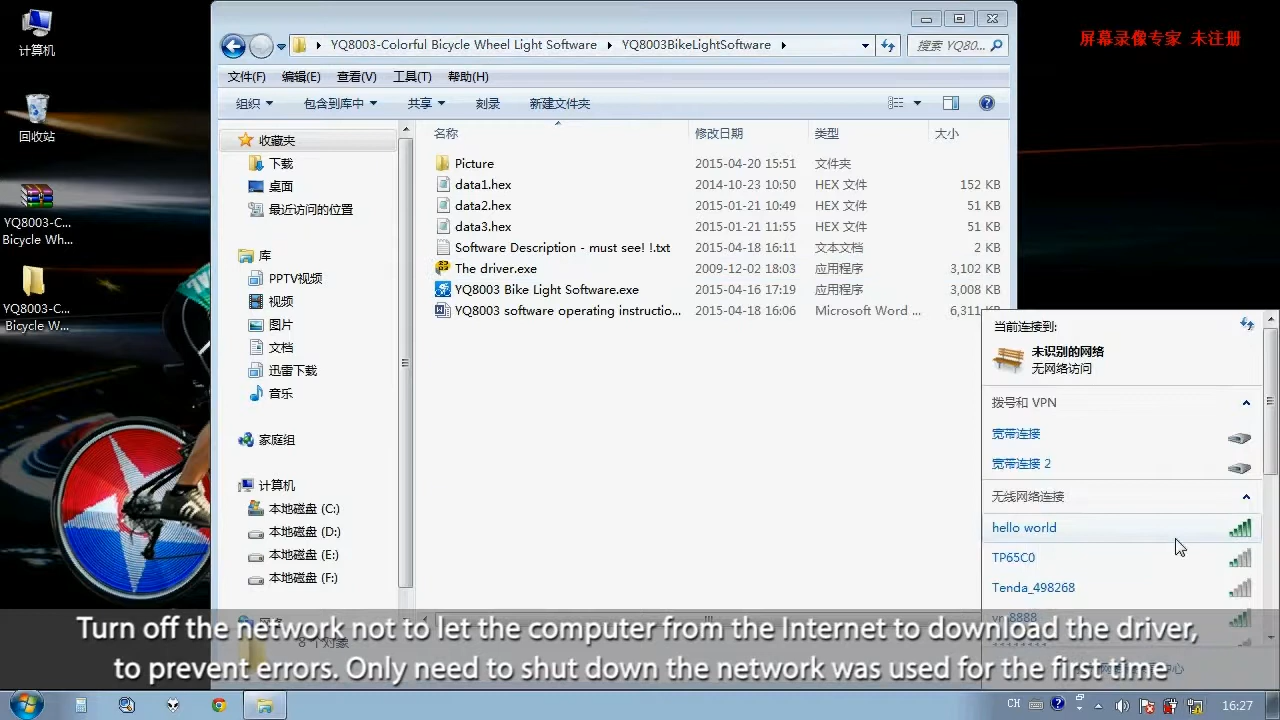 计算机
回收站
YQ8003-C...
Bicycle Wh...
YQ8003-C...
Bicycle W...
屏幕录像专家 未注册
YQ8003-Colorful Bicycle Wheel Light Software
YQ8003BikeLightSoftware
搜索 YQ80...
文件(F)
编辑(E)
查看(V)
工具(T)
帮助(H)
组织
包含到库中
共享
刻录
新建文件夹
收藏夹
下载
桌面
最近访问的位置
库
PPTV视频
视频
图片
文档
迅雷下载
音乐
家庭组
计算机
本地磁盘 (C:)
本地磁盘 (D:)
本地磁盘 (E:)
本地磁盘 (F:)
名称 修改日期 类型 大小
Picture 2015-04-20 15:51 文件夹
data1.hex 2014-10-23 10:50 HEX 文件 152 KB
data2.hex 2015-01-21 10:49 HEX 文件 51 KB
data3.hex 2015-01-21 11:55 HEX 文件 51 KB
Software Description - must see! !.txt 2015-04-18 16:11 文本文档 2 KB
The driver.exe 2009-12-02 18:03 应用程序 3,102 KB
YQ8003 Bike Light Software.exe 2015-04-16 17:19 应用程序 3,008 KB
YQ8003 software operating instructio... 2015-04-18 16:06 Microsoft Word ... 6,311
8 个对象
当前连接到:
未识别的网络
无网络访问
拨号和 VPN
宽带连接
宽带连接 2
无线网络连接
hello world
TP65C0
Tenda_498268
Turn off the network not to let the computer from the Internet to download the driver,
to prevent errors. Only need to shut down the network was used for the first time
CH
16:27